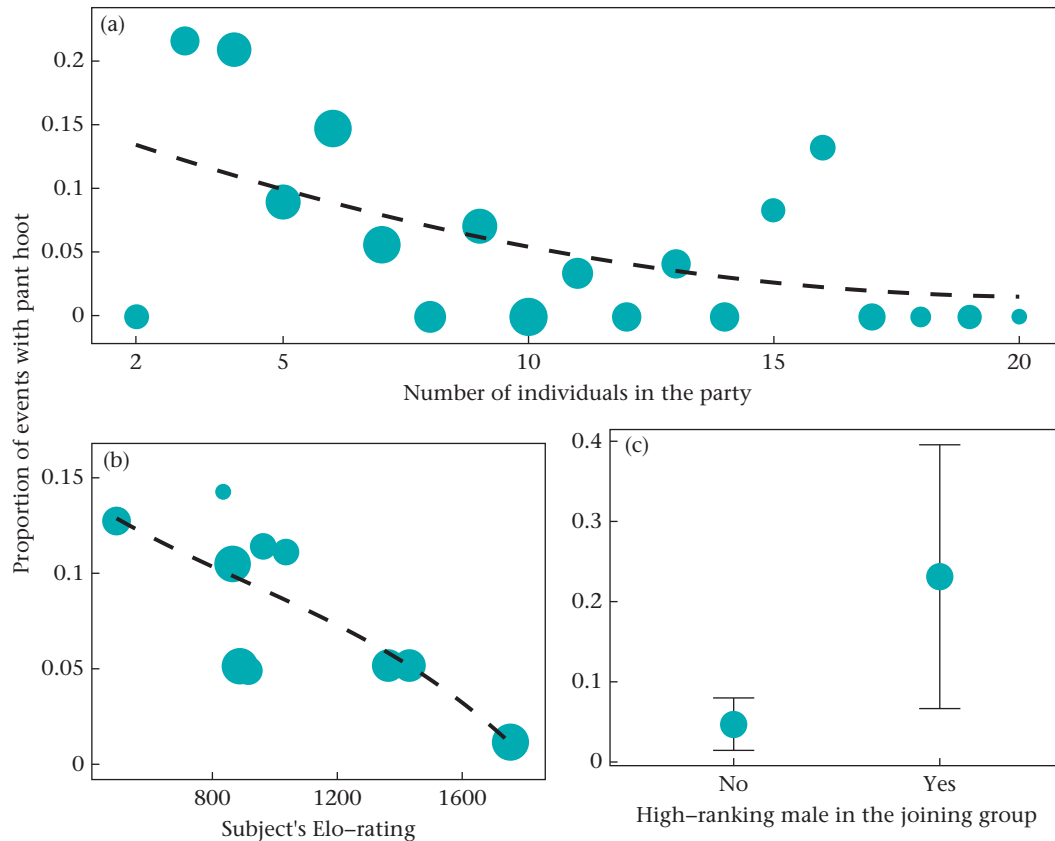 Proportion of events with pant hoot
(a)
0.2
0.15
0.1
0.05
0
2 5 10 15 20
Number of individuals in the party
(b)
0.15
0.1
0.05
0
800 1200 1600
Subject's Elo–rating
(c)
0.4
0.3
0.2
0.1
0
No Yes
High–ranking male in the joining group